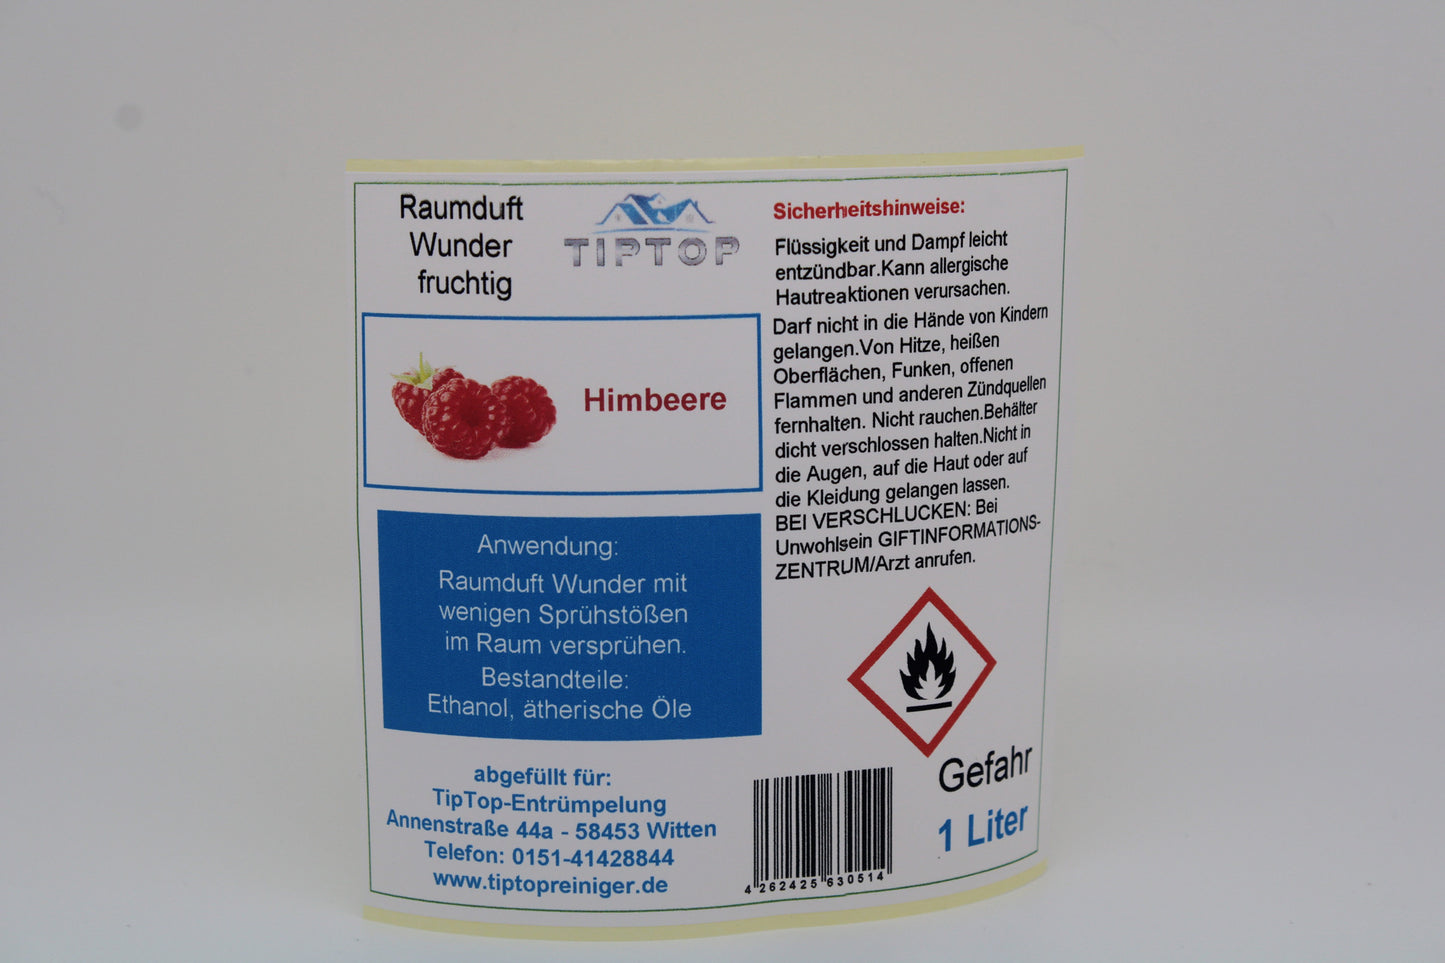 Raumduft
Wunder
fruchtig
TIPTOP
Himbeere
Anwendung:
Raumduft Wunder mit
wenigen Sprühstößen
im Raum versprühen.
Bestandteile:
Ethanol, ätherische Öle
abgefüllt für:
TipTop-Entrümpelung
Annenstraße 44a - 58453 Witten
Telefon: 0151-41428844
www.tiptopreiniger.de
Sicherheitshinweise:
Flüssigkeit und Dampf leicht
entzündbar.Kann allergische
Hautreaktionen verursachen.
Darf nicht in die Hände von Kindern
gelangen.Von Hitze, heißen
Oberflächen, Funken, offenen
Flammen und anderen Zündquellen
fernhalten. Nicht rauchen.Behälter
dicht verschlossen halten.Nicht in
die Augen, auf die Haut oder auf
die Kleidung gelangen lassen.
BEI VERSCHLUCKEN: Bei
Unwohlsein GIFTINFORMATIONS-
ZENTRUM/Arzt anrufen.
Gefahr
1 Liter
4 262425 630514